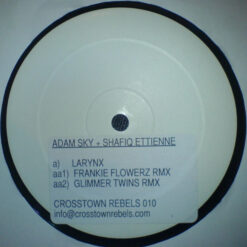 ADAM SKY + SHAFIQ ETTIENNE
a) LARYNX
aa1) FRANKIE FLOWERZ RMX
aa2) GLIMMER TWINS RMX
CROSSTOWN REBELS 010
info@crosstownrebels.com